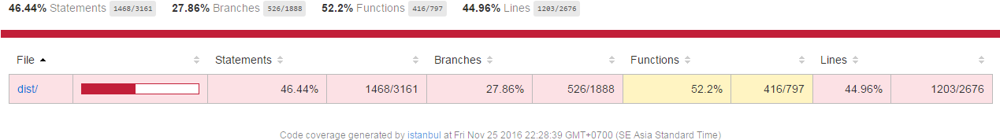 46.44% Statements 1468/3161 27.86% Branches 526/1888 52.2% Functions 416/797 44.96% Lines 1203/2676
File Statements Branches Functions Lines
dist/ 46.44% 1468/3161 27.86% 526/1888 52.2% 416/797 44.96% 1203/2676
Code coverage generated by istanbul at Fri Nov 25 2016 22:28:39 GMT+0700 (SE Asia Standard Time)